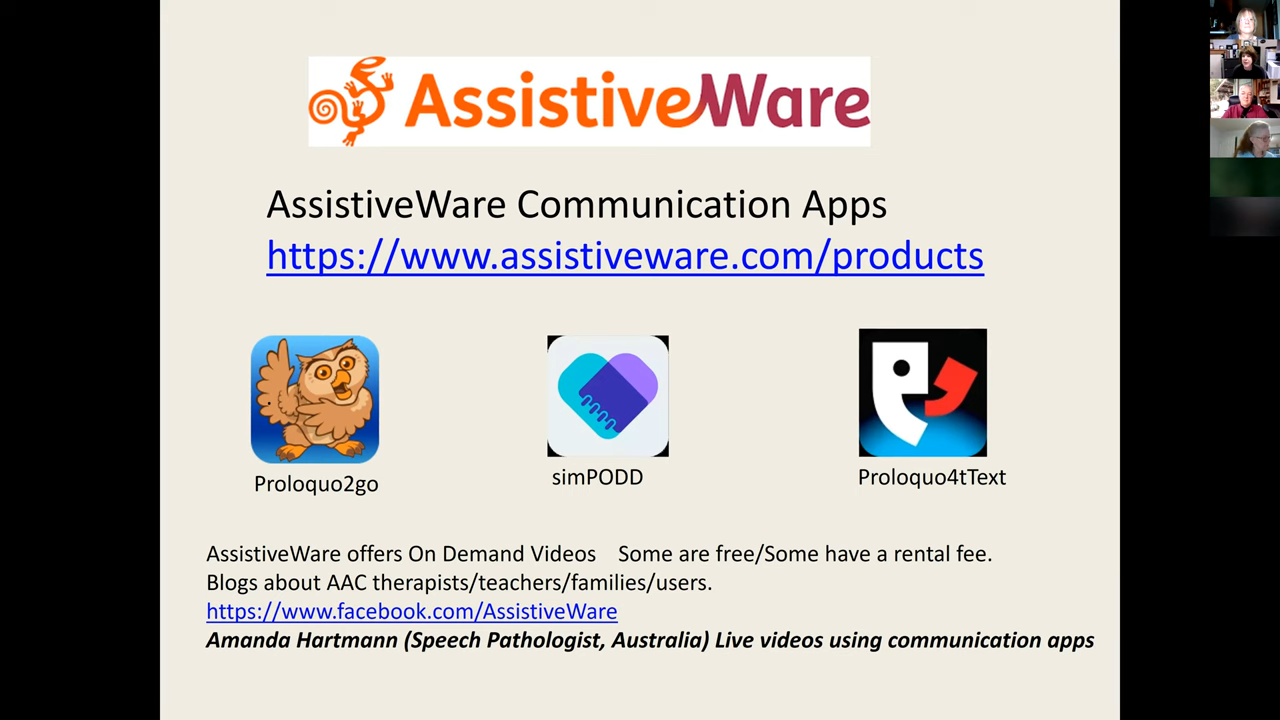 AssistiveWare
AssistiveWare Communication Apps
https://www.assistiveware.com/products
Proloquo2go
simPODD
Proloquo4tText
AssistiveWare offers On Demand Videos    Some are free/Some have a rental fee.
Blogs about AAC therapists/teachers/families/users.
https://www.facebook.com/AssistiveWare
Amanda Hartmann (Speech Pathologist, Australia) Live videos using communication apps